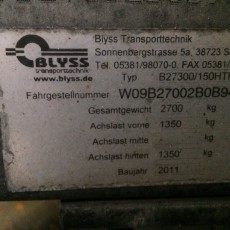 BLYSS
transporttechnik
www.blyss.de
Blyss Transporttechnik
Sonnenbergstrasse 5a, 38723 S
Tel. 05381/98070-0, FAX 05381/
Typ B27300/150HT
Fahrgestellnummer W09B27002B0B9
Gesamtgewicht 2700 kg
Achslast vorne 1350 kg
Achslast mitte kg
Achslast hinten 1350 kg
Baujahr 2011